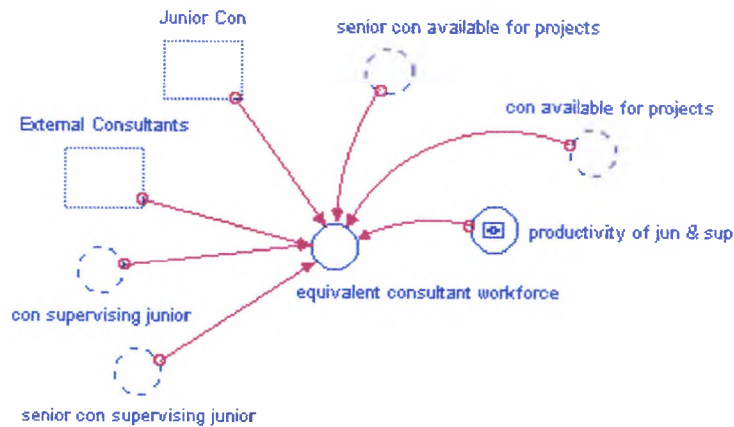 Junior Con
senior con available for projects
con available for projects
External Consultants
productivity of jun & sup
equivalent consultant workforce
con supervising junior
senior con supervising junior